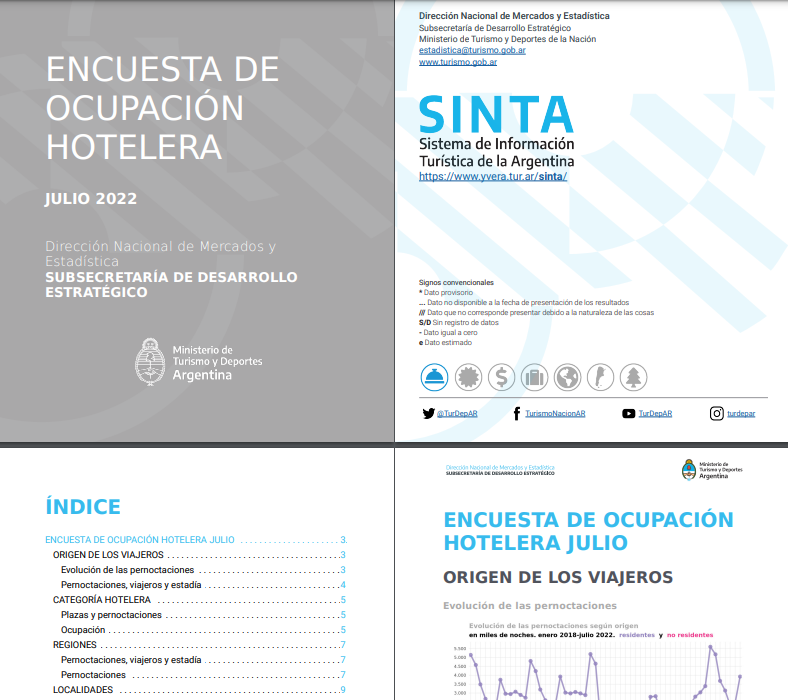 ENCUESTA DE
OCUPACIÓN
HOTELERA
JULIO 2022
Dirección Nacional de Mercados y
Estadística
SUBSECRETARÍA DE DESARROLLO
ESTRATÉGICO
Ministerio de
Turismo y Deportes
Argentina
Dirección Nacional de Mercados y Estadística
Subsecretaría de Desarrollo Estratégico
Ministerio de Turismo y Deportes de la Nación
estadistica@turismo.gob.ar
www.turismo.gob.ar
SINTA
Sistema de Información
Turística de la Argentina
https://www.yvera.tur.ar/sinta/
Signos convencionales
* Dato provisorio
... Dato no disponible a la fecha de presentación de los resultados
/// Dato que no corresponde presentar debido a la naturaleza de las cosas
S/D Sin registro de datos
- Dato igual a cero
e Dato estimado
@TurDepAR TurismoNacionAR TurDepAR turdepar
ÍNDICE
ENCUESTA DE OCUPACIÓN HOTELERA JULIO . . . . . . . . . . . . . . . . . . . . 3
ORIGEN DE LOS VIAJEROS . . . . . . . . . . . . . . . . . . . . 3
Evolución de las pernoctaciones . . . . . . . . . . . . . . . . . . . . 3
Pernoctaciones, viajeros y estadía . . . . . . . . . . . . . . . . . . . . 4
CATEGORÍA HOTELERA . . . . . . . . . . . . . . . . . . . . 5
Plazas y pernoctaciones . . . . . . . . . . . . . . . . . . . . 5
Ocupación . . . . . . . . . . . . . . . . . . . . 5
REGIONES . . . . . . . . . . . . . . . . . . . . 7
Pernoctaciones, viajeros y estadía . . . . . . . . . . . . . . . . . . . . 7
Pernoctaciones . . . . . . . . . . . . . . . . . . . . 7
LOCALIDADES . . . . . . . . . . . . . . . . . . . . 9
Dirección Nacional de Mercados y Estadística
SUBSECRETARÍA DE DESARROLLO ESTRATÉGICO
Ministerio de
Turismo y Deportes
Argentina
ENCUESTA DE OCUPACIÓN
HOTELERA JULIO
ORIGEN DE LOS VIAJEROS
Evolución de las pernoctaciones
Evolución de las pernoctaciones según origen
en miles de noches. enero 2018-julio 2022. residentes y no residentes
5.500
5.000
4.500
4.000
3.500
3.000